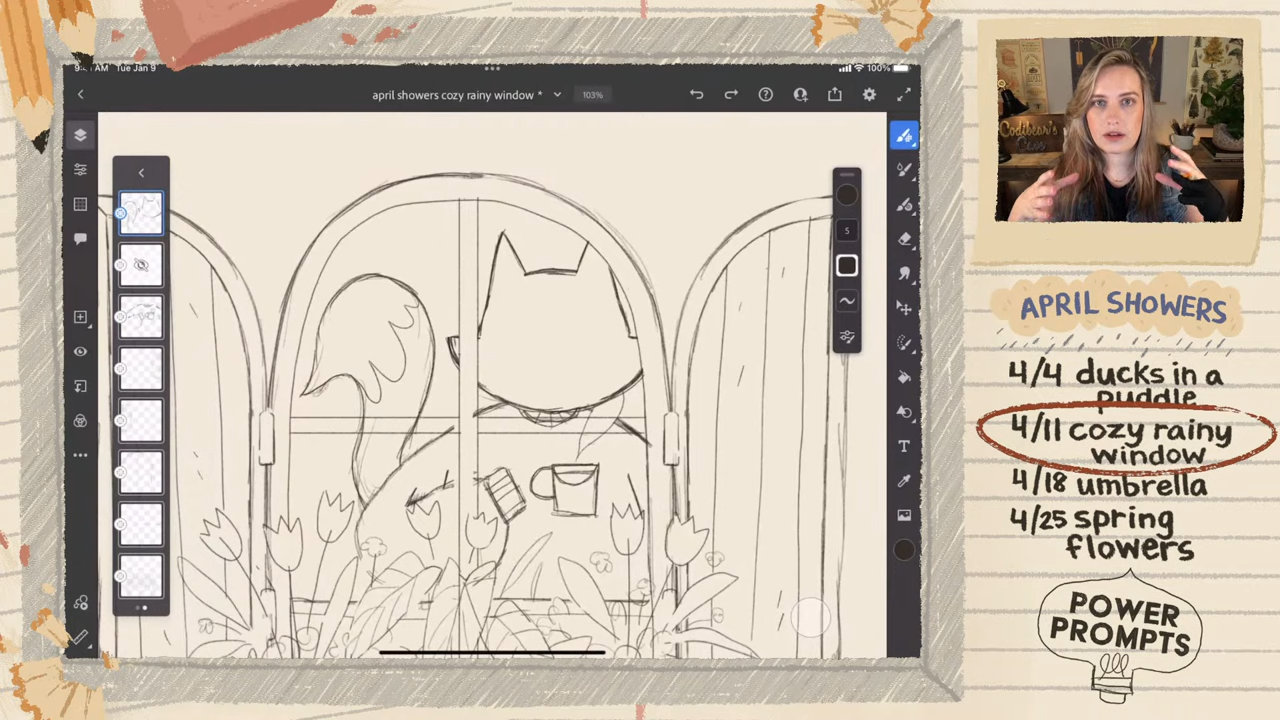 Tue Jan 9
100%
april showers cozy rainy window *
103%
5
T
Codibear's
APRIL SHOWERS
4/4 ducks in a
puddle
4/11 cozy rainy
window
4/18 umbrella
4/25 spring
flowers
POWER
PROMPTS